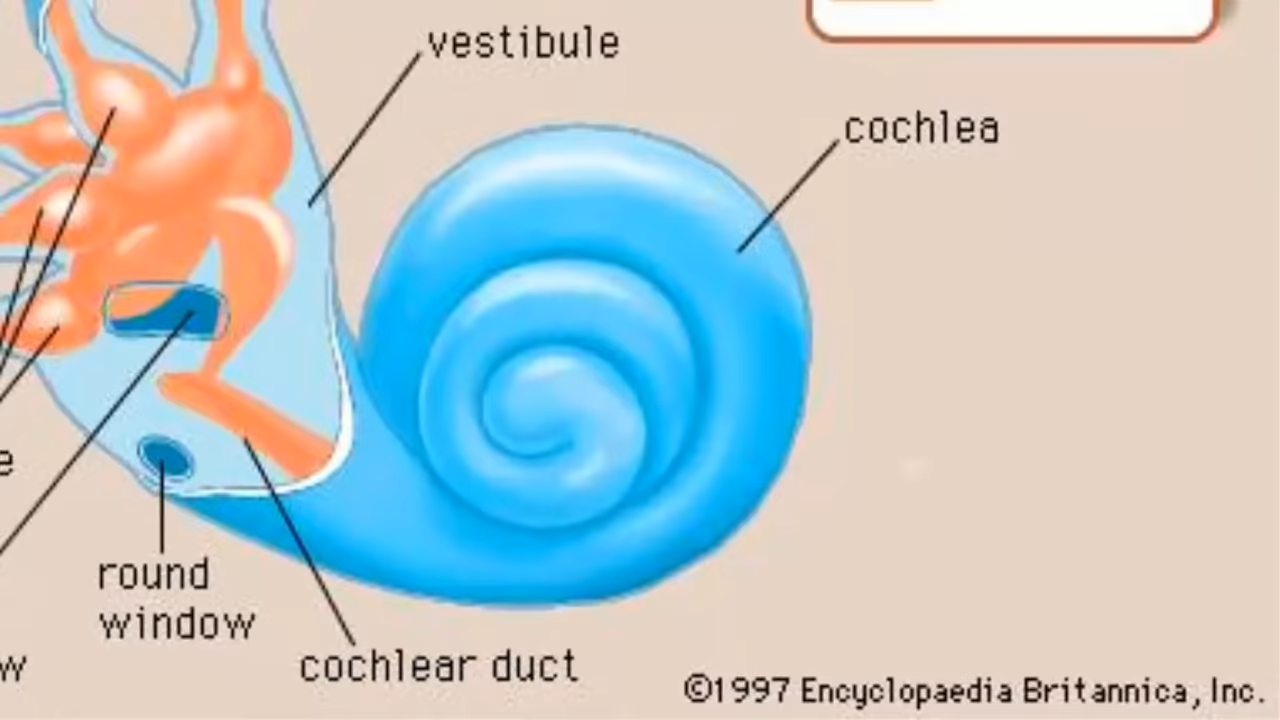 vestibule
cochlea
e
round
window
w
cochlear duct
©1997 Encyclopaedia Britannica, Inc.